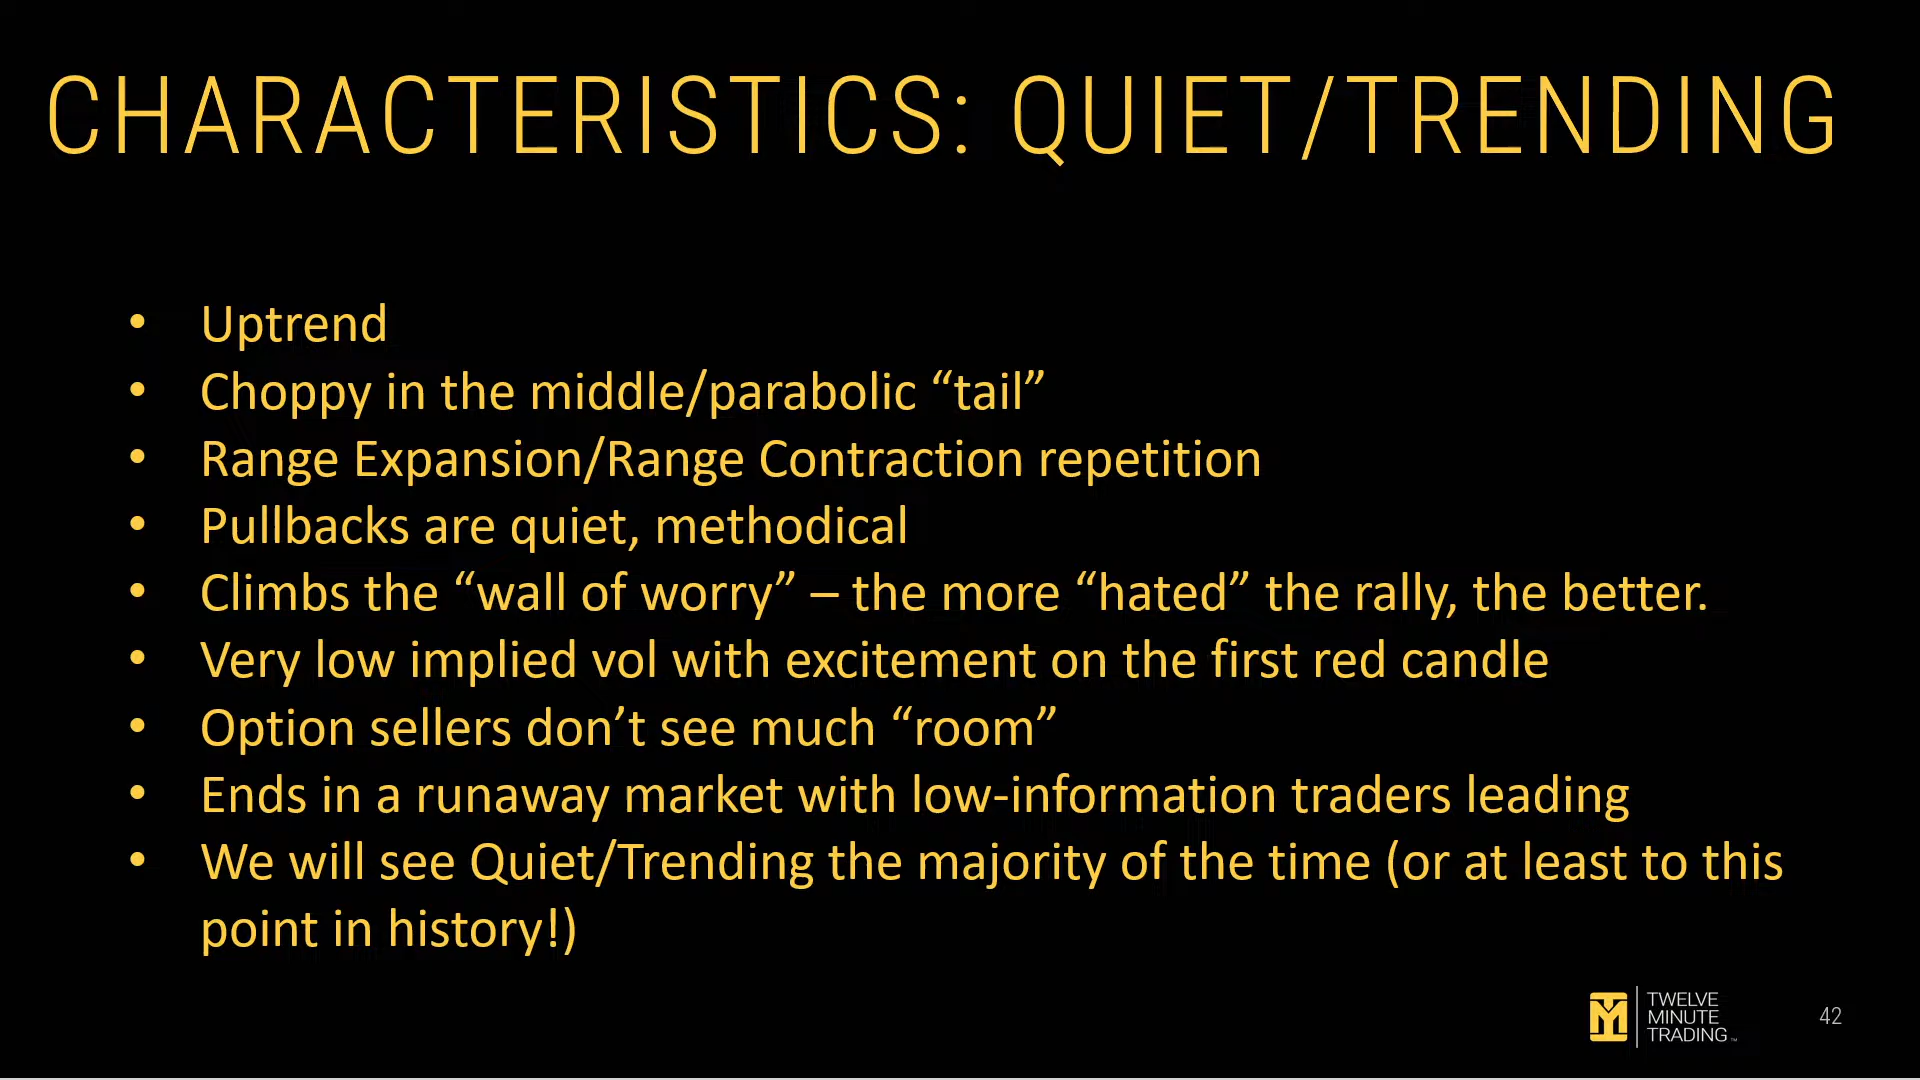 CHARACTERISTICS: QUIET/TRENDING
• Uptrend
• Choppy in the middle/parabolic “tail”
• Range Expansion/Range Contraction repetition
• Pullbacks are quiet, methodical
• Climbs the “wall of worry” – the more “hated” the rally, the better.
• Very low implied vol with excitement on the first red candle
• Option sellers don’t see much “room”
• Ends in a runaway market with low-information traders leading
• We will see Quiet/Trending the majority of the time (or at least to this
point in history!)
TWELVE
MINUTE
TRADING™
42